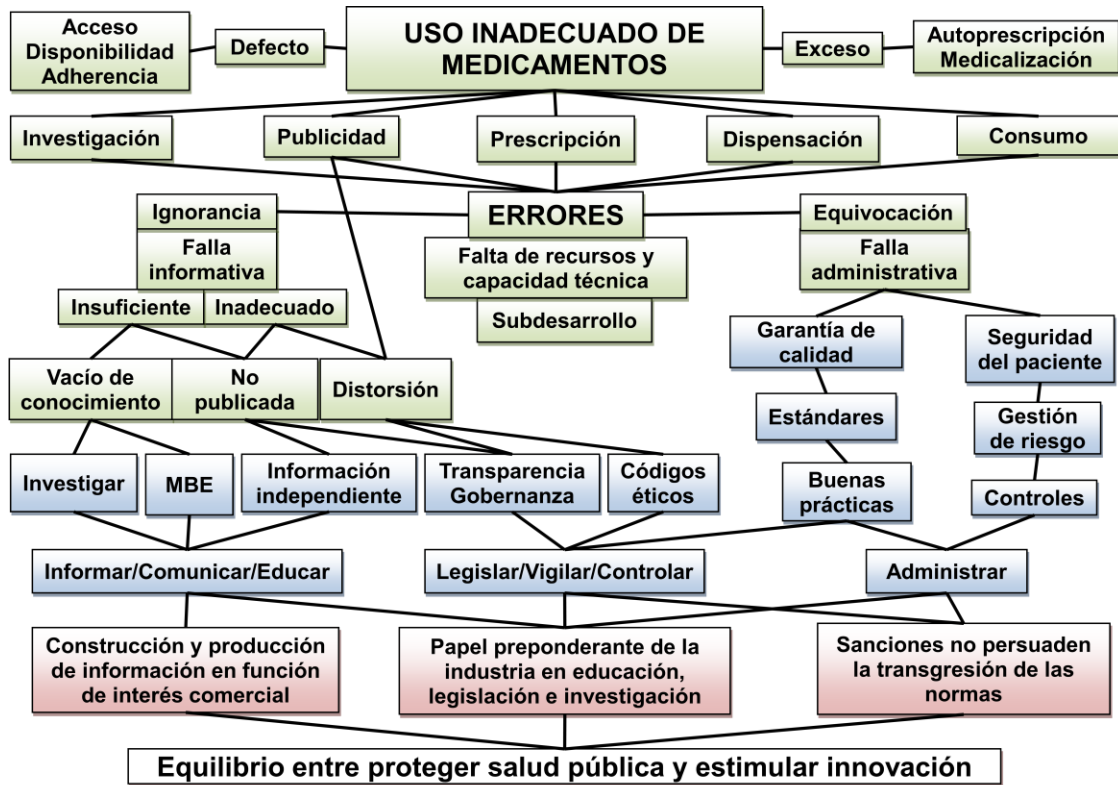 Acceso
Disponibilidad
Adherencia
Defecto
USO INADECUADO DE
MEDICAMENTOS
Exceso
Autoprescripción
Medicalización
Investigación
Publicidad
Prescripción
Dispensación
Consumo
Ignorancia
ERRORES
Equivocación
Falla
informativa
Falta de recursos y
capacidad técnica
Falla
administrativa
Insuficiente
Inadecuado
Subdesarrollo
Garantía de
calidad
Seguridad
del paciente
Vacío de
conocimiento
No
publicada
Distorsión
Estándares
Gestión
de riesgo
Investigar
MBE
Información
independiente
Transparencia
Gobernanza
Códigos
éticos
Buenas
prácticas
Controles
Informar/Comunicar/Educar
Legislar/Vigilar/Controlar
Administrar
Construcción y producción
de información en función
de interés comercial
Papel preponderante de la
industria en educación,
legislación e investigación
Sanciones no persuaden
la transgresión de las
normas
Equilibrio entre proteger salud pública y estimular innovación